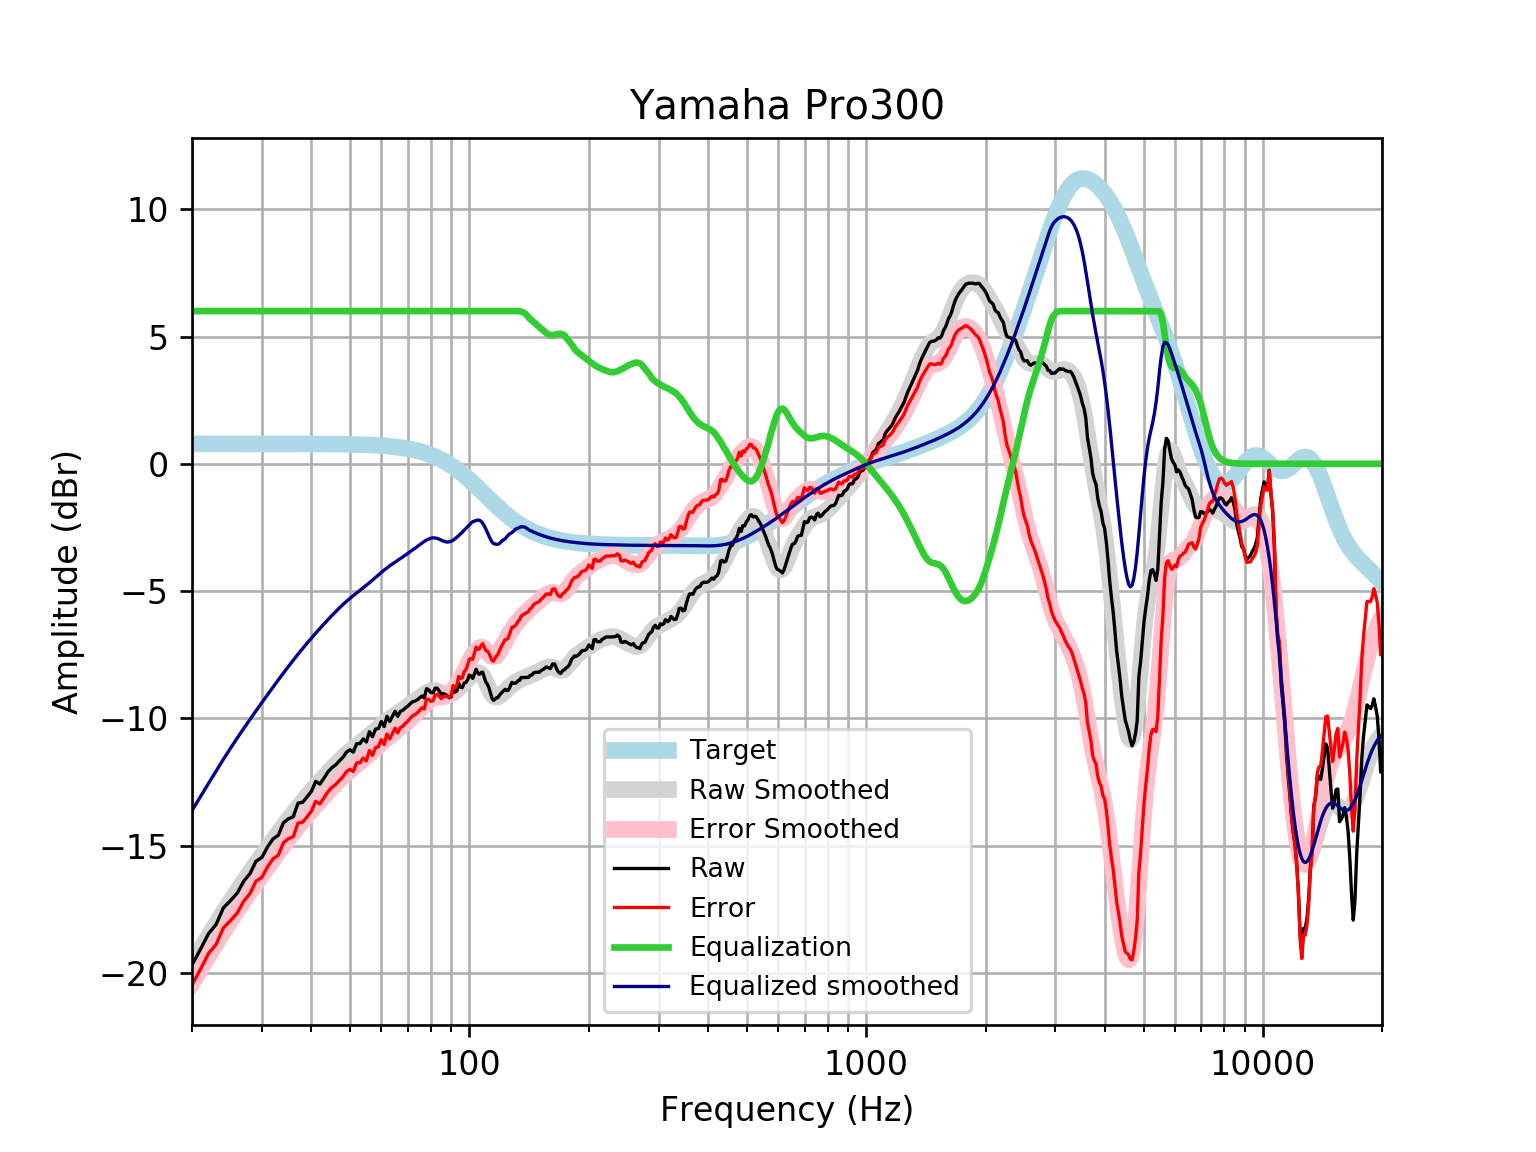 Yamaha Pro300
Amplitude (dBr)
10
5
0
−5
−10
−15
−20
Target
Raw Smoothed
Error Smoothed
Raw
Error
Equalization
Equalized smoothed
100 1000 10000
Frequency (Hz)